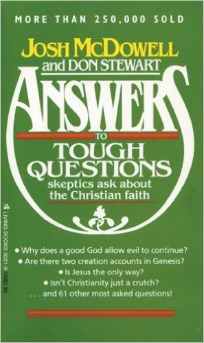 MORE THAN 250,000 SOLD
JOSH McDOWELL
AND DON STEWART
ANSWERS
TO
TOUGH
QUESTIONS
skeptics ask about
the Christian faith
• Why does a good God allow evil to continue?
• Are there two creation accounts in Genesis?
• Is Jesus the only way?
• Isn't Christianity just a crutch?
. . . and 61 other most asked questions!
LIVING BOOKS